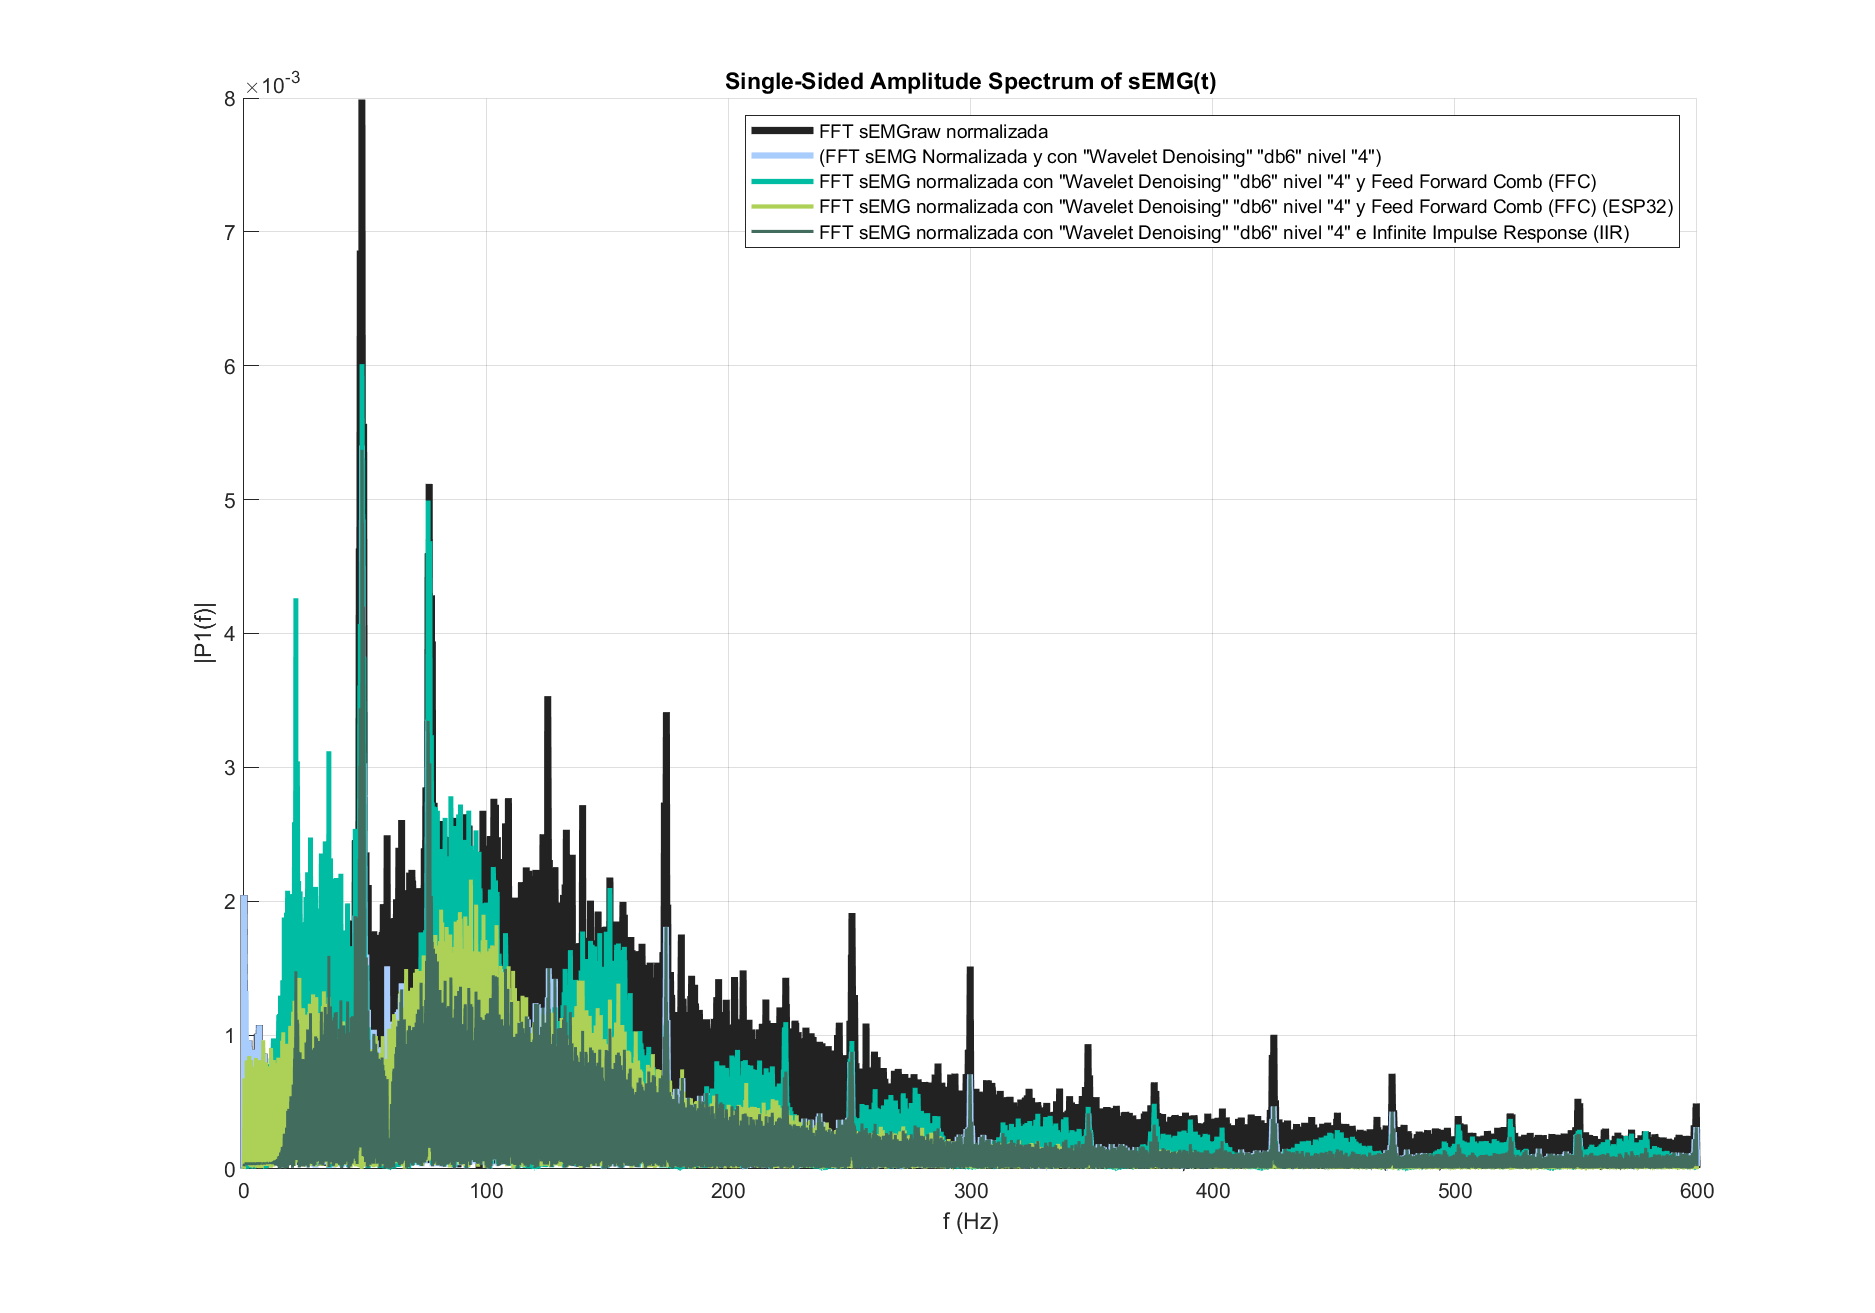 Single-Sided Amplitude Spectrum of sEMG(t)
×10⁻³
FFT sEMGraw normalizada
(FFT sEMG Normalizada y con "Wavelet Denoising" "db6" nivel "4")
FFT sEMG normalizada con "Wavelet Denoising" "db6" nivel "4" y Feed Forward Comb (FFC)
FFT sEMG normalizada con "Wavelet Denoising" "db6" nivel "4" y Feed Forward Comb (FFC) (ESP32)
FFT sEMG normalizada con "Wavelet Denoising" "db6" nivel "4" e Infinite Impulse Response (IIR)
8
7
6
5
4
3
2
1
0
|P1(f)|
0 100 200 300 400 500 600
f (Hz)